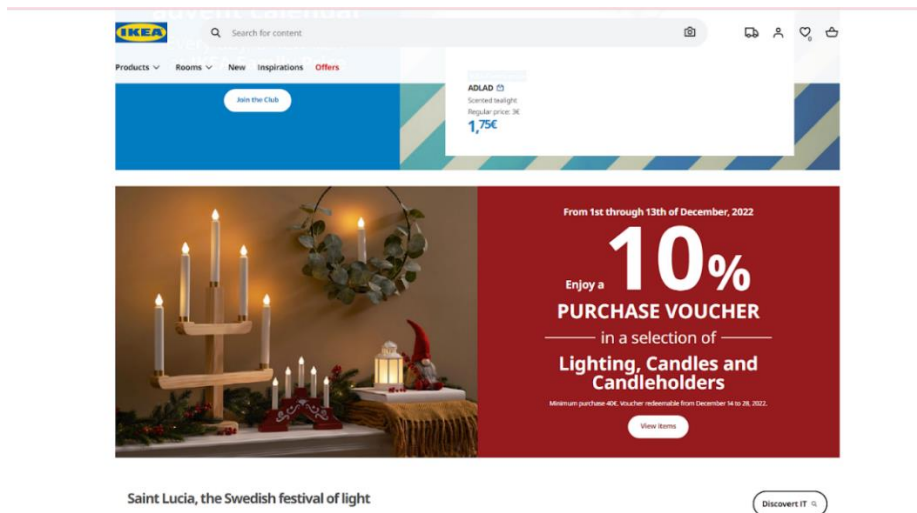 advent calendar
IKEA
Search for content
0
Products Rooms New Inspirations Offers
Join the Club
ADLAD
Scented tealight
Regular price: 3€
1,75€
From 1st through 13th of December, 2022
Enjoy a 10%
PURCHASE VOUCHER
in a selection of
Lighting, Candles and
Candleholders
Minimum purchase 40€. Voucher redeemable from December 14 to 28, 2022.
View items
Saint Lucia, the Swedish festival of light
Discovert iT